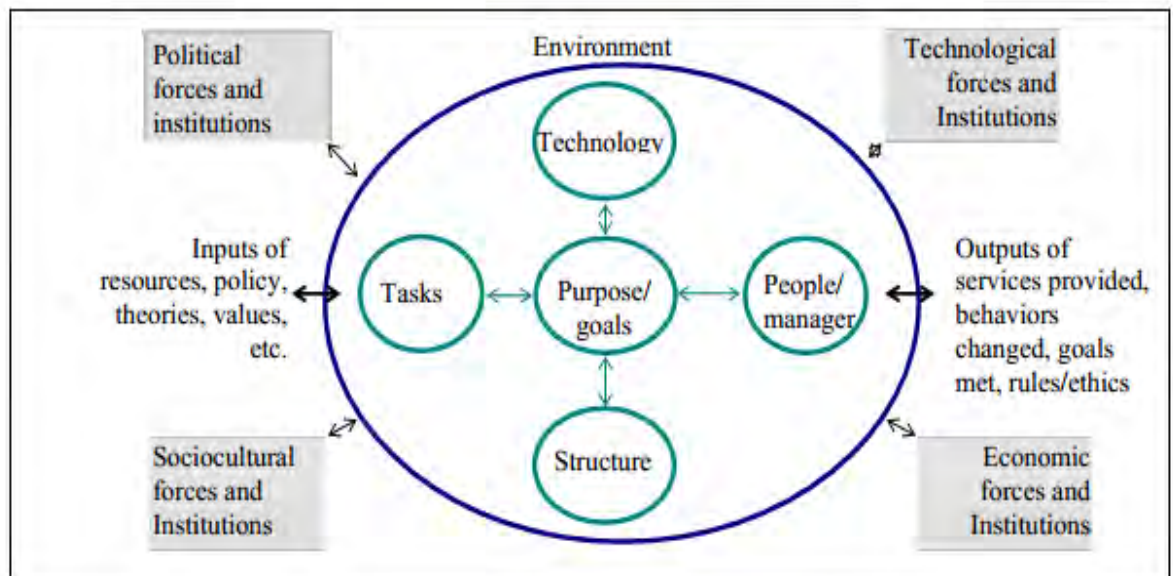 Environment
Political
forces and
institutions
Technological
forces and
Institutions
Technology
Inputs of
resources, policy,
theories, values,
etc.
Tasks
Purpose/
goals
People/
manager
Outputs of
services provided,
behaviors
changed, goals
met, rules/ethics
Structure
Sociocultural
forces and
Institutions
Economic
forces and
Institutions